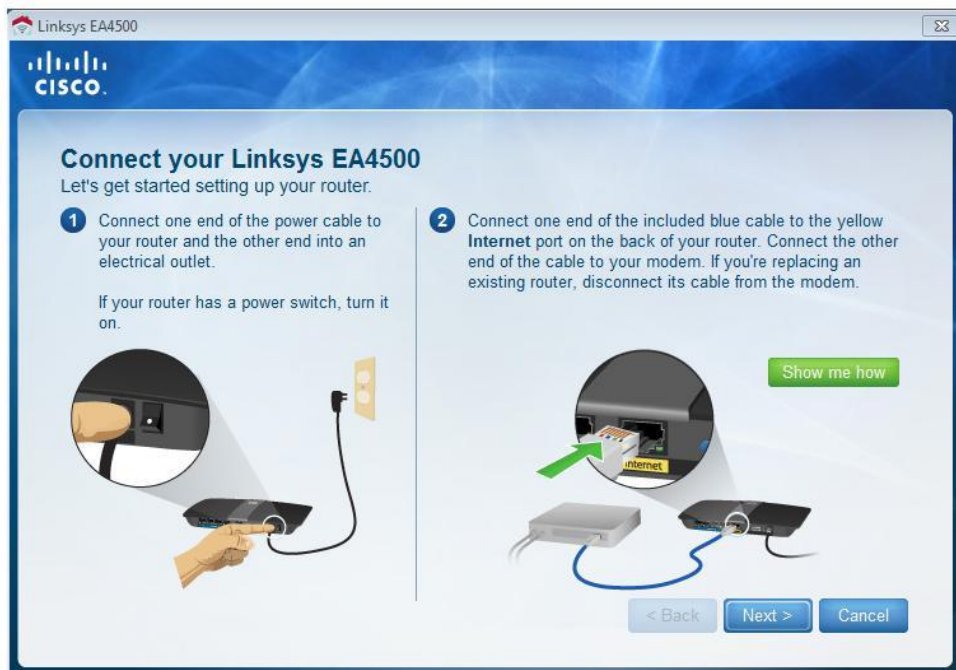 Linksys EA4500
CISCO.
Connect your Linksys EA4500
Let's get started setting up your router.
1
Connect one end of the power cable to
your router and the other end into an
electrical outlet.
If your router has a power switch, turn it
on.
2
Connect one end of the included blue cable to the yellow
Internet port on the back of your router. Connect the other
end of the cable to your modem. If you're replacing an
existing router, disconnect its cable from the modem.
Show me how
Internet
< Back
Next >
Cancel